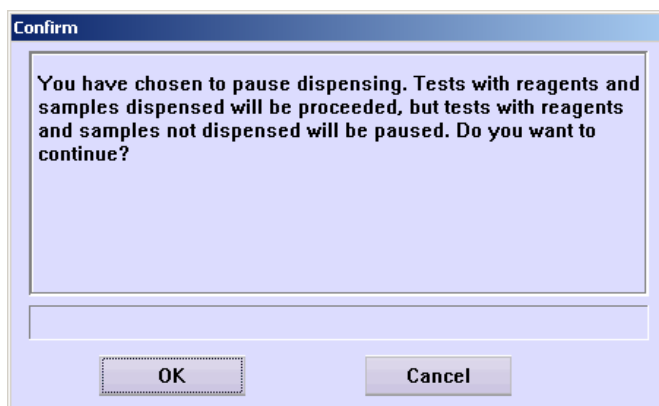 Confirm
You have chosen to pause dispensing. Tests with reagents and
samples dispensed will be proceeded, but tests with reagents
and samples not dispensed will be paused. Do you want to
continue?
OK
Cancel